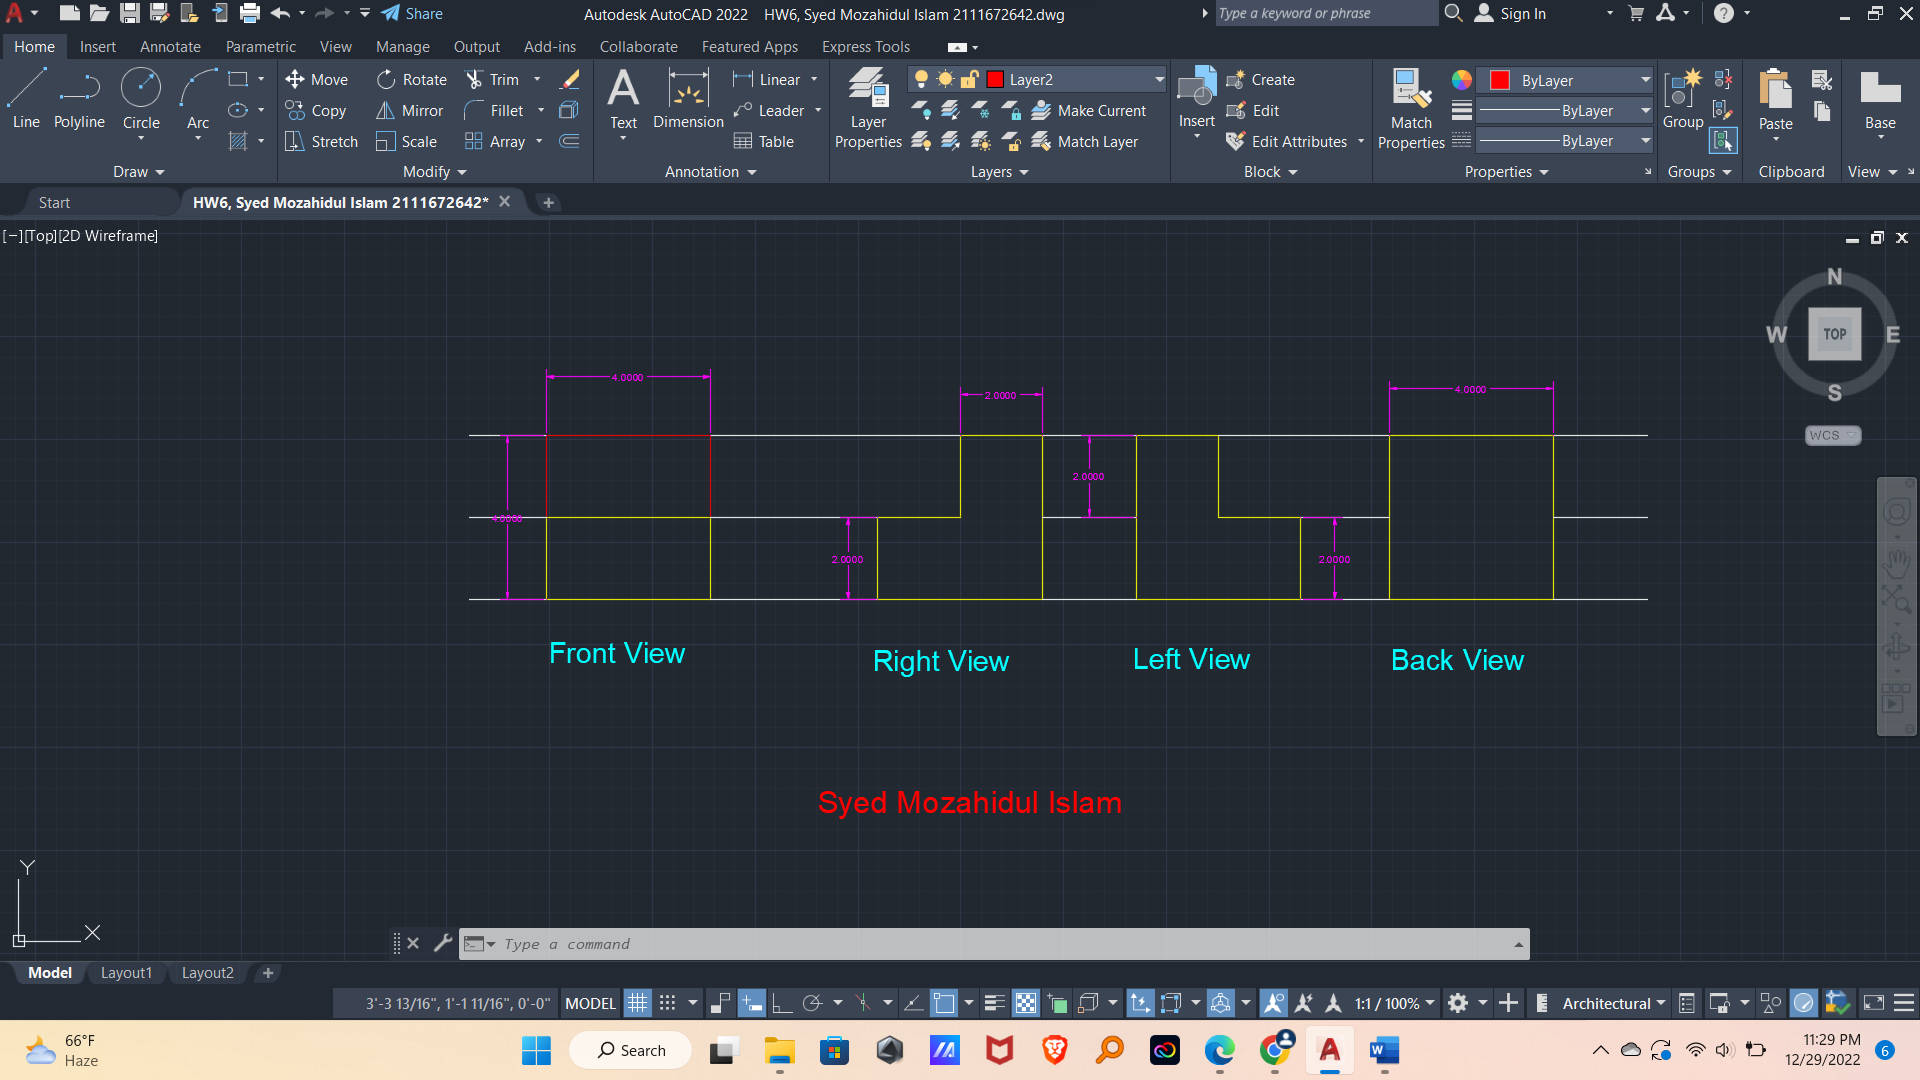 Share
Autodesk AutoCAD 2022 HW6, Syed Mozahidul Islam 2111672642.dwg
Type a keyword or phrase
Sign In
Home Insert Annotate Parametric View Manage Output Add-ins Collaborate Featured Apps Express Tools
Line Polyline Circle Arc
Draw
Move Rotate Trim
Copy Mirror Fillet
Stretch Scale Array
Modify
Text Dimension
Linear
Leader
Table
Annotation
Layer Properties
Layer2
Make Current
Match Layer
Layers
Insert
Create
Edit
Edit Attributes
Block
Match Properties
ByLayer
ByLayer
ByLayer
Properties
Group
Groups
Paste
Clipboard
Base
View
Start
HW6, Syed Mozahidul Islam 2111672642*
[−][Top][2D Wireframe]
N
W TOP E
S
WCS
4.0000
2.0000
4.0000
2.0000
4.0000
2.0000
2.0000
Front View
Right View
Left View
Back View
Syed Mozahidul Islam
Y
X
Type a command
Model Layout1 Layout2
3'-3 13/16", 1'-1 11/16", 0'-0" MODEL
1:1 / 100%
Architectural
66°F
Haze
Search
11:29 PM
12/29/2022
6